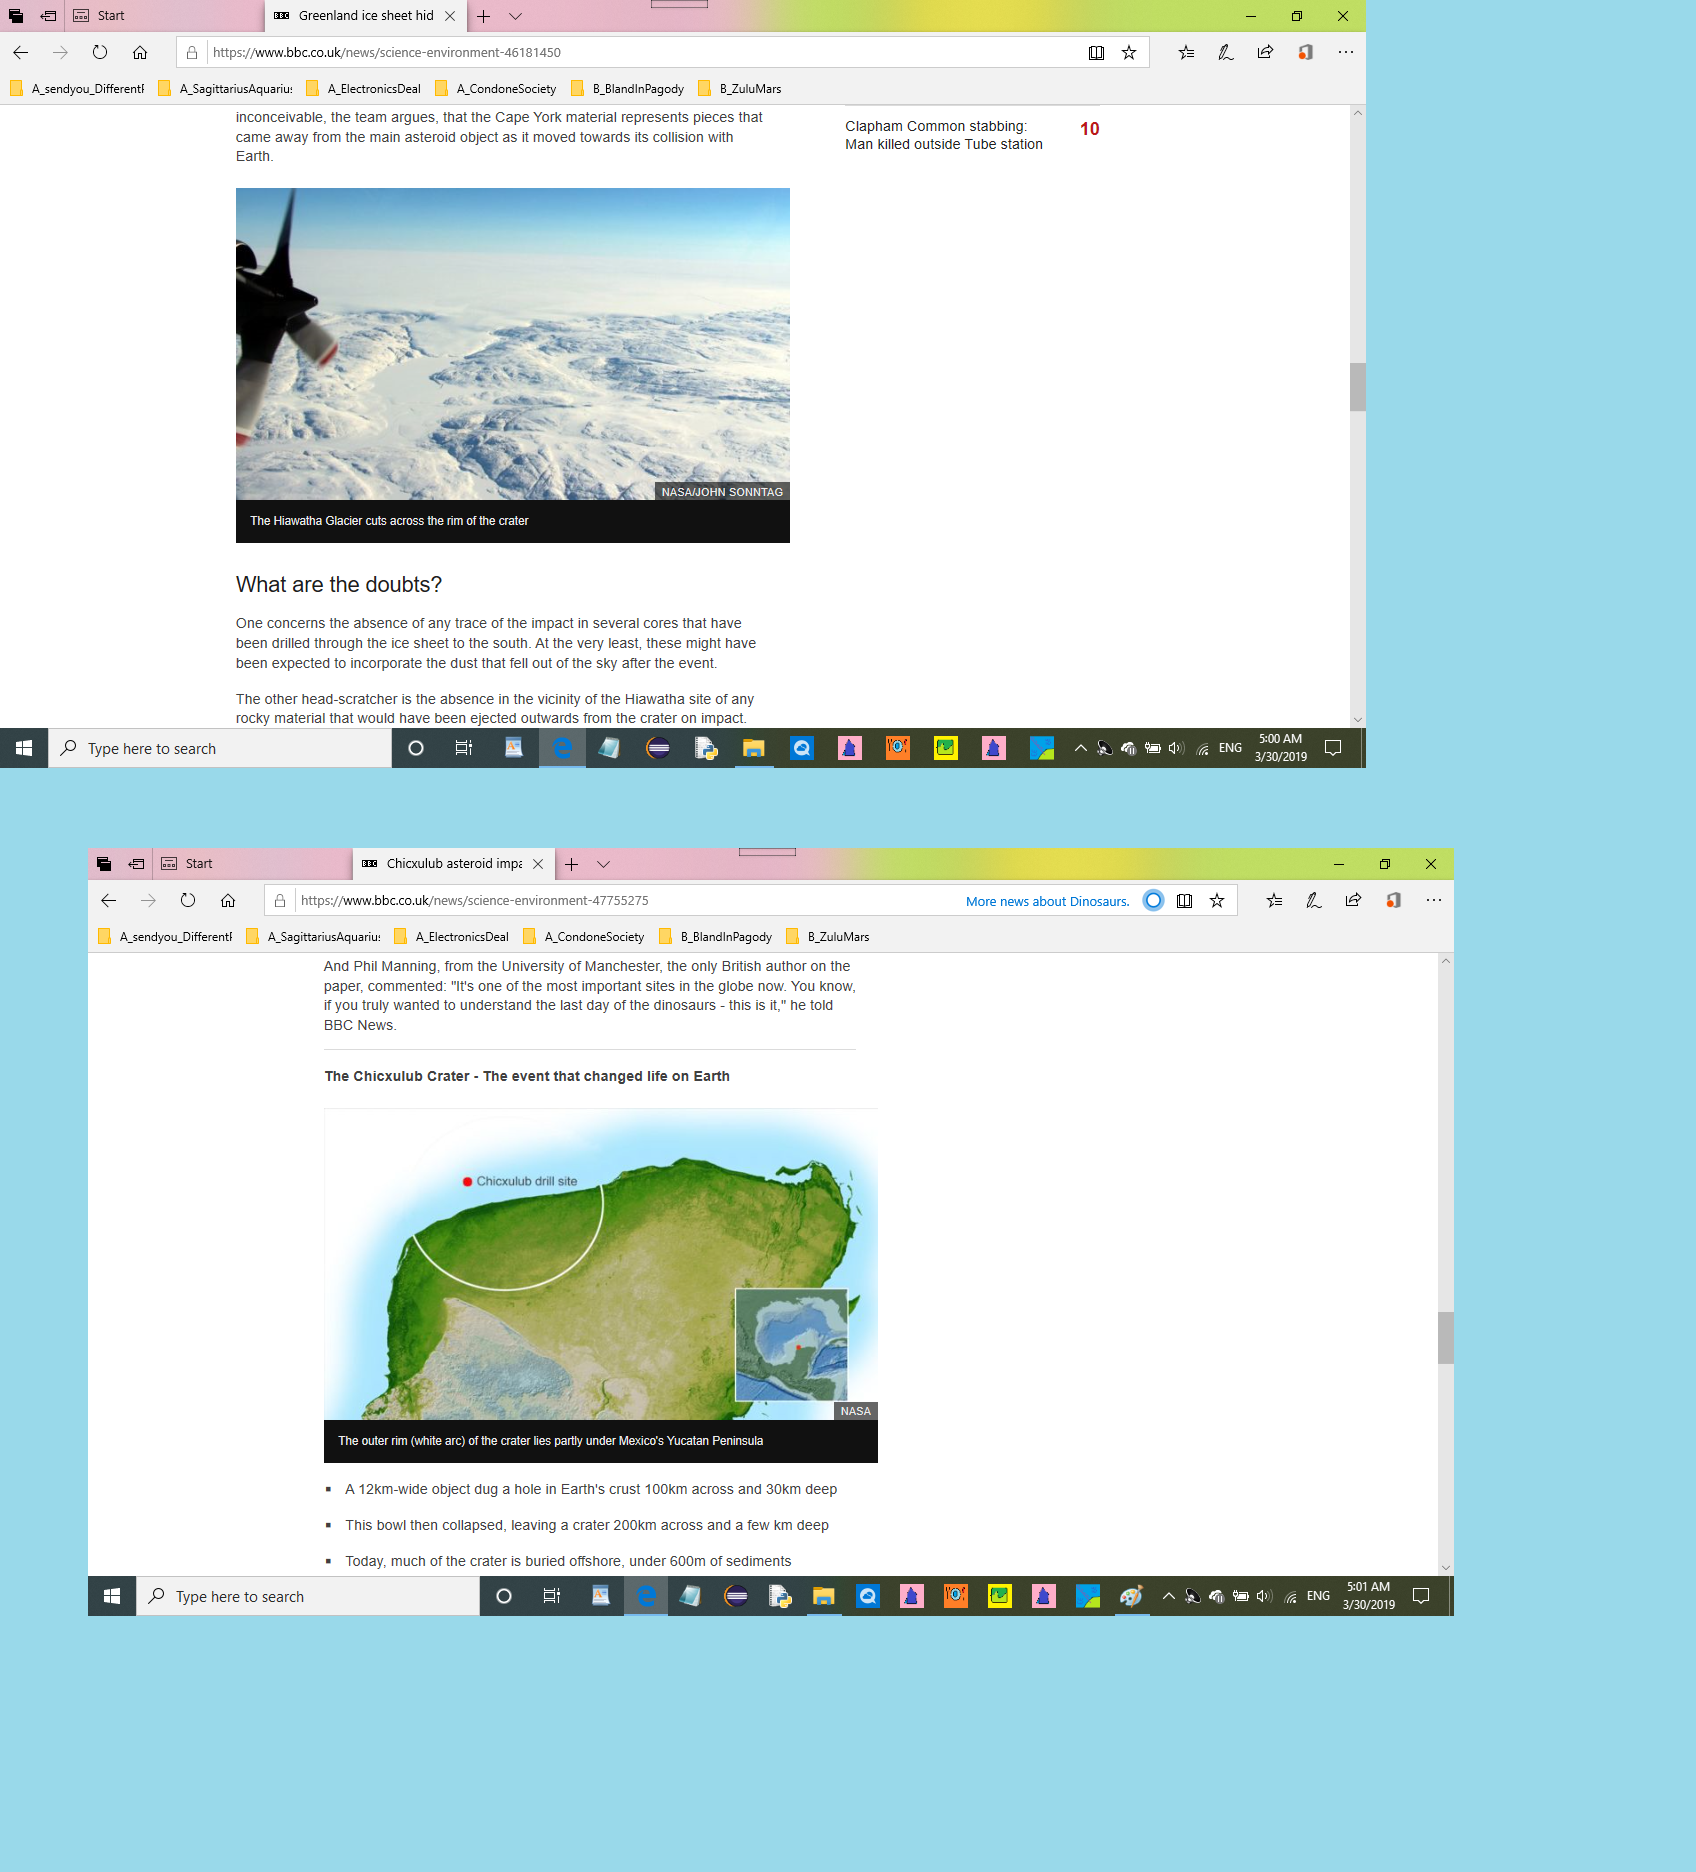 Start
BBC Greenland ice sheet hid
https://www.bbc.co.uk/news/science-environment-46181450
A_sendyou_Different A_SagittariusAquariu A_ElectronicsDeal A_CondoneSociety B_BlandInPagody B_ZuluMars
inconceivable, the team argues, that the Cape York material represents pieces that
came away from the main asteroid object as it moved towards its collision with
Earth.
Clapham Common stabbing: 10
Man killed outside Tube station
NASA/JOHN SONNTAG
The Hiawatha Glacier cuts across the rim of the crater
What are the doubts?
One concerns the absence of any trace of the impact in several cores that have
been drilled through the ice sheet to the south. At the very least, these might have
been expected to incorporate the dust that fell out of the sky after the event.
The other head-scratcher is the absence in the vicinity of the Hiawatha site of any
rocky material that would have been ejected outwards from the crater on impact.
Type here to search
ENG
5:00 AM
3/30/2019
Start
BBC Chicxulub asteroid impa
https://www.bbc.co.uk/news/science-environment-47755275
More news about Dinosaurs.
A_sendyou_Different A_SagittariusAquariu A_ElectronicsDeal A_CondoneSociety B_BlandInPagody B_ZuluMars
And Phil Manning, from the University of Manchester, the only British author on the
paper, commented: "It's one of the most important sites in the globe now. You know,
if you truly wanted to understand the last day of the dinosaurs - this is it," he told
BBC News.
The Chicxulub Crater - The event that changed life on Earth
Chicxulub drill site
NASA
The outer rim (white arc) of the crater lies partly under Mexico's Yucatan Peninsula
▪ A 12km-wide object dug a hole in Earth's crust 100km across and 30km deep
▪ This bowl then collapsed, leaving a crater 200km across and a few km deep
▪ Today, much of the crater is buried offshore, under 600m of sediments
Type here to search
ENG
5:01 AM
3/30/2019